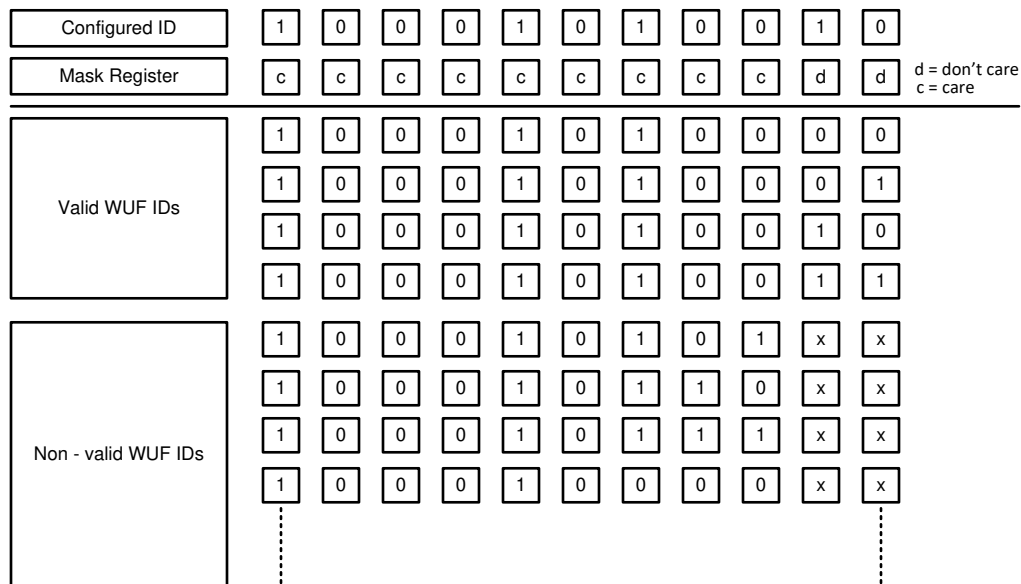 Configured ID 1 0 0 0 1 0 1 0 0 1 0
Mask Register c c c c c c c c c d d
d = don't care
c = care
1 0 0 0 1 0 1 0 0 0 0
1 0 0 0 1 0 1 0 0 0 1
Valid WUF IDs
1 0 0 0 1 0 1 0 0 1 0
1 0 0 0 1 0 1 0 0 1 1
1 0 0 0 1 0 1 0 1 x x
1 0 0 0 1 0 1 1 0 x x
1 0 0 0 1 0 1 1 1 x x
Non - valid WUF IDs
1 0 0 0 1 0 0 0 0 x x